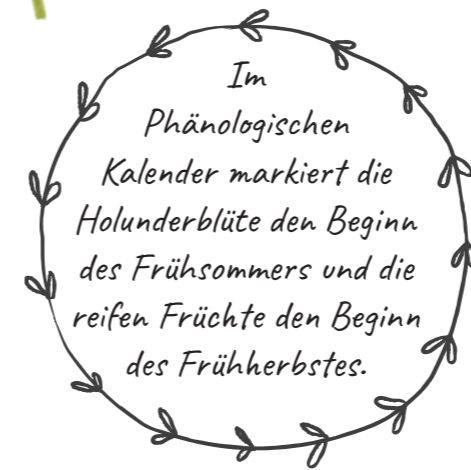 Im
Phänologischen
Kalender markiert die
Holunderblüte den Beginn
des Frühsommers und die
reifen Früchte den Beginn
des Frühherbstes.